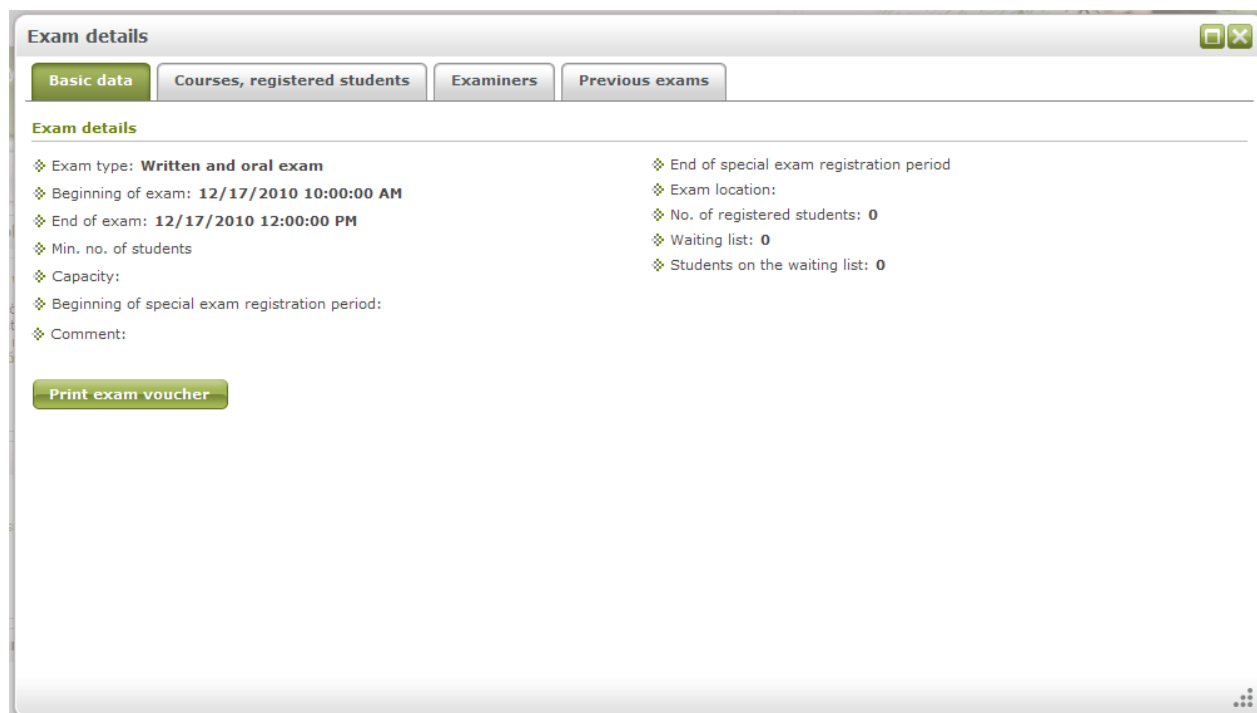 Exam details
Basic data
Courses, registered students
Examiners
Previous exams
Exam details
Exam type: Written and oral exam
Beginning of exam: 12/17/2010 10:00:00 AM
End of exam: 12/17/2010 12:00:00 PM
Min. no. of students
Capacity:
Beginning of special exam registration period:
Comment:
End of special exam registration period
Exam location:
No. of registered students: 0
Waiting list: 0
Students on the waiting list: 0
Print exam voucher